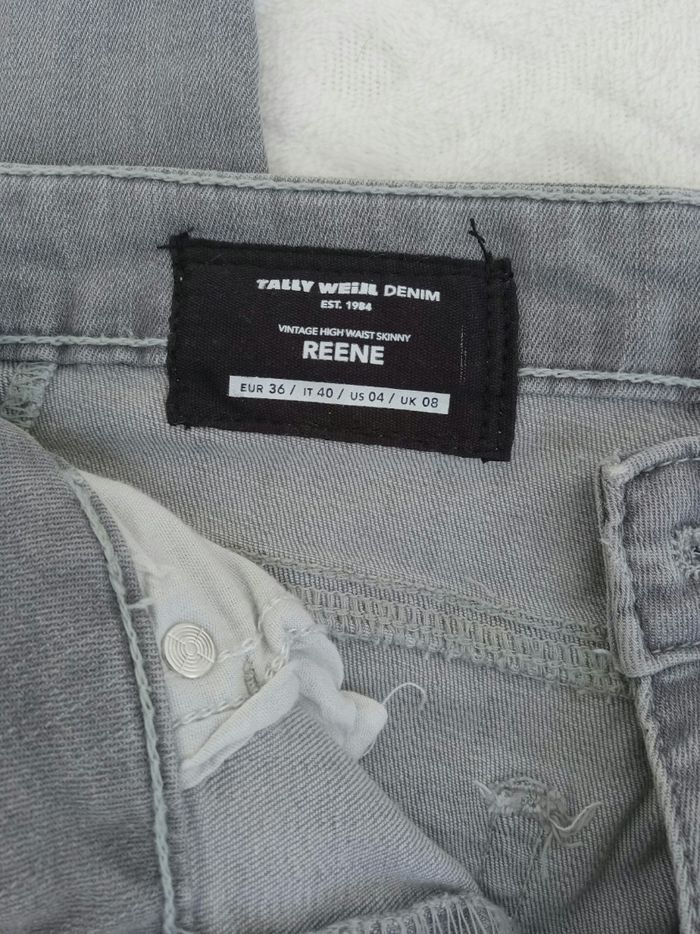 TALLY WEiJL DENIM
EST. 1984
VINTAGE HIGH WAIST SKINNY
REENE
EUR 36 / IT 40 / US 04 / UK 08